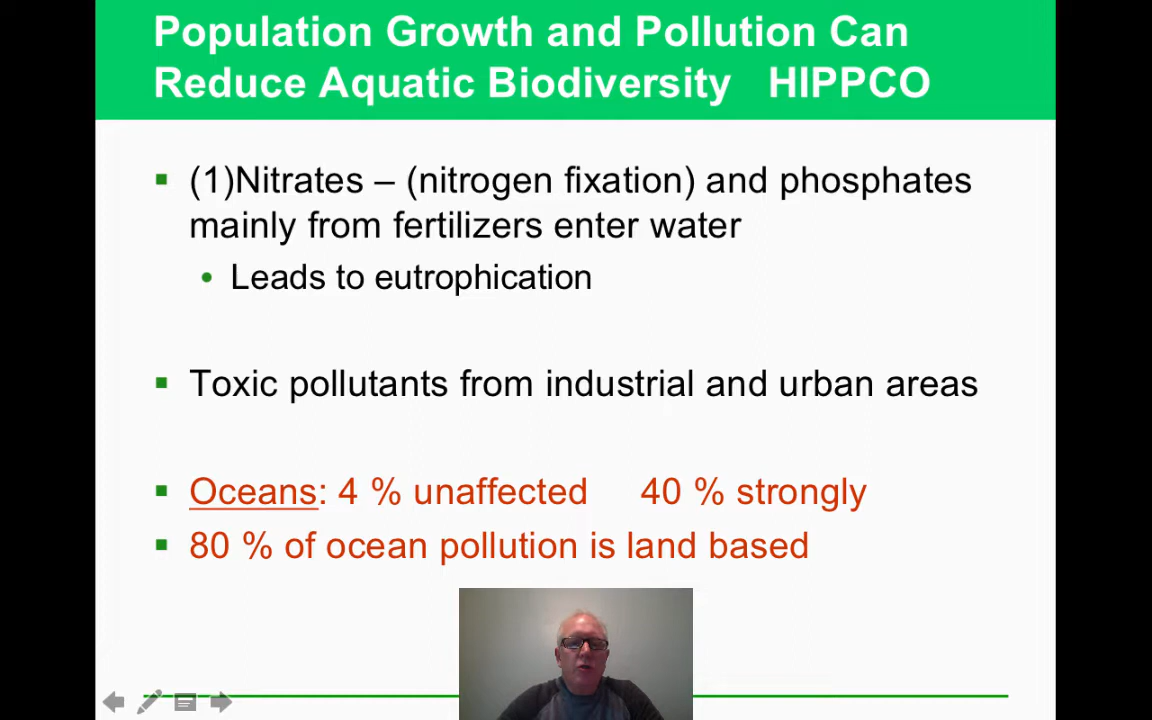 Population Growth and Pollution Can
Reduce Aquatic Biodiversity HIPPCO
(1)Nitrates – (nitrogen fixation) and phosphates
mainly from fertilizers enter water
Leads to eutrophication
Toxic pollutants from industrial and urban areas
Oceans: 4 % unaffected 40 % strongly
80 % of ocean pollution is land based